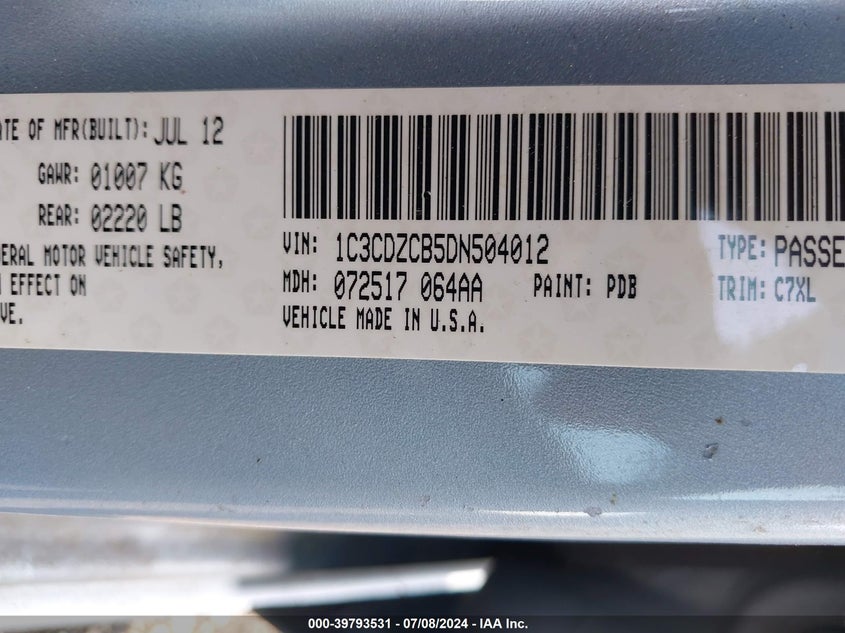 ATE OF MFR(BUILT): JUL 12
GAWR: 01007 KG
REAR: 02220 LB
ERAL MOTOR VEHICLE SAFETY,
EFFECT ON
VE.
VIN: 1C3CDZCB5DN504012
MDH: 072517 064AA PAINT: PDB
VEHICLE MADE IN U.S.A.
TYPE: PASSE
TRIM: C7XL
000-39793531 - 07/08/2024 - IAA Inc.